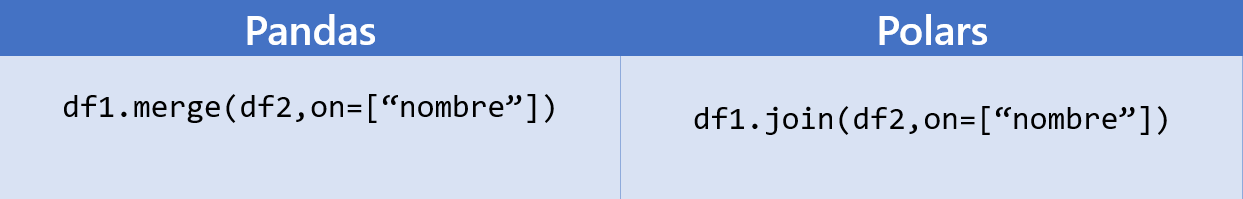 Pandas
Polars
df1.merge(df2,on=[“nombre”])
df1.join(df2,on=[“nombre”])